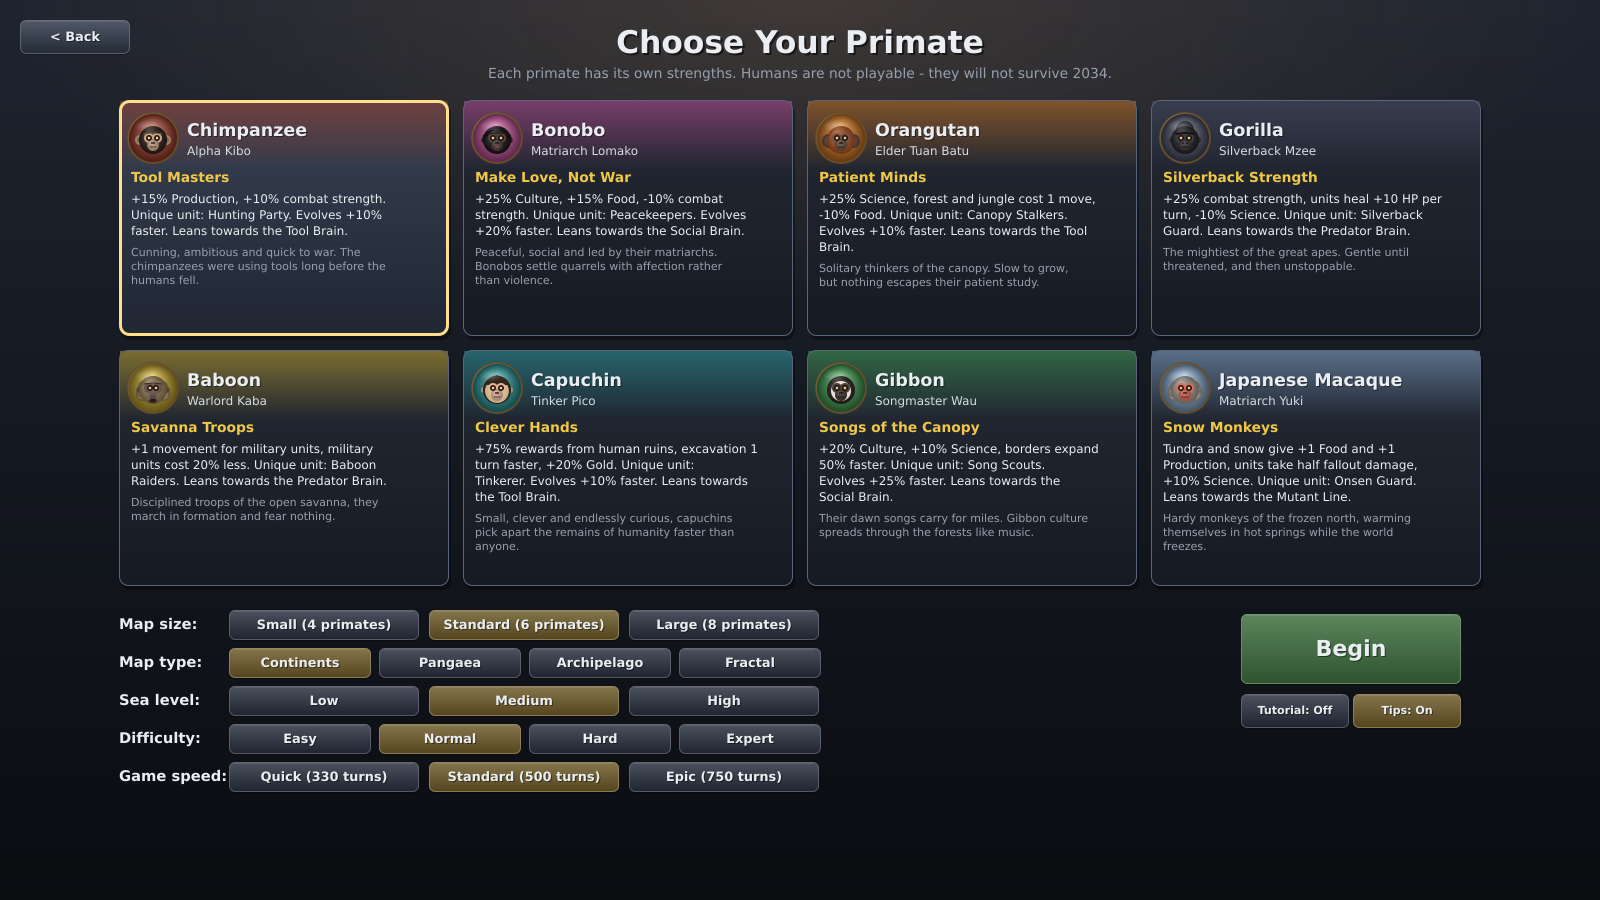 < Back
Choose Your Primate
Each primate has its own strengths. Humans are not playable - they will not survive 2034.
Chimpanzee
Alpha Kibo
Tool Masters
+15% Production, +10% combat strength.
Unique unit: Hunting Party. Evolves +10%
faster. Leans towards the Tool Brain.
Cunning, ambitious and quick to war. The
chimpanzees were using tools long before the
humans fell.
Bonobo
Matriarch Lomako
Make Love, Not War
+25% Culture, +15% Food, -10% combat
strength. Unique unit: Peacekeepers. Evolves
+20% faster. Leans towards the Social Brain.
Peaceful, social and led by their matriarchs.
Bonobos settle quarrels with affection rather
than violence.
Orangutan
Elder Tuan Batu
Patient Minds
+25% Science, forest and jungle cost 1 move,
-10% Food. Unique unit: Canopy Stalkers.
Evolves +10% faster. Leans towards the Tool
Brain.
Solitary thinkers of the canopy. Slow to grow,
but nothing escapes their patient study.
Gorilla
Silverback Mzee
Silverback Strength
+25% combat strength, units heal +10 HP per
turn, -10% Science. Unique unit: Silverback
Guard. Leans towards the Predator Brain.
The mightiest of the great apes. Gentle until
threatened, and then unstoppable.
Baboon
Warlord Kaba
Savanna Troops
+1 movement for military units, military
units cost 20% less. Unique unit: Baboon
Raiders. Leans towards the Predator Brain.
Disciplined troops of the open savanna, they
march in formation and fear nothing.
Capuchin
Tinker Pico
Clever Hands
+75% rewards from human ruins, excavation 1
turn faster, +20% Gold. Unique unit:
Tinkerer. Evolves +10% faster. Leans towards
the Tool Brain.
Small, clever and endlessly curious, capuchins
pick apart the remains of humanity faster than
anyone.
Gibbon
Songmaster Wau
Songs of the Canopy
+20% Culture, +10% Science, borders expand
50% faster. Unique unit: Song Scouts.
Evolves +25% faster. Leans towards the
Social Brain.
Their dawn songs carry for miles. Gibbon culture
spreads through the forests like music.
Japanese Macaque
Matriarch Yuki
Snow Monkeys
Tundra and snow give +1 Food and +1
Production, units take half fallout damage,
+10% Science. Unique unit: Onsen Guard.
Leans towards the Mutant Line.
Hardy monkeys of the frozen north, warming
themselves in hot springs while the world
freezes.
Map size: Small (4 primates) Standard (6 primates) Large (8 primates)
Map type: Continents Pangaea Archipelago Fractal
Sea level: Low Medium High
Difficulty: Easy Normal Hard Expert
Game speed: Quick (330 turns) Standard (500 turns) Epic (750 turns)
Begin
Tutorial: Off Tips: On